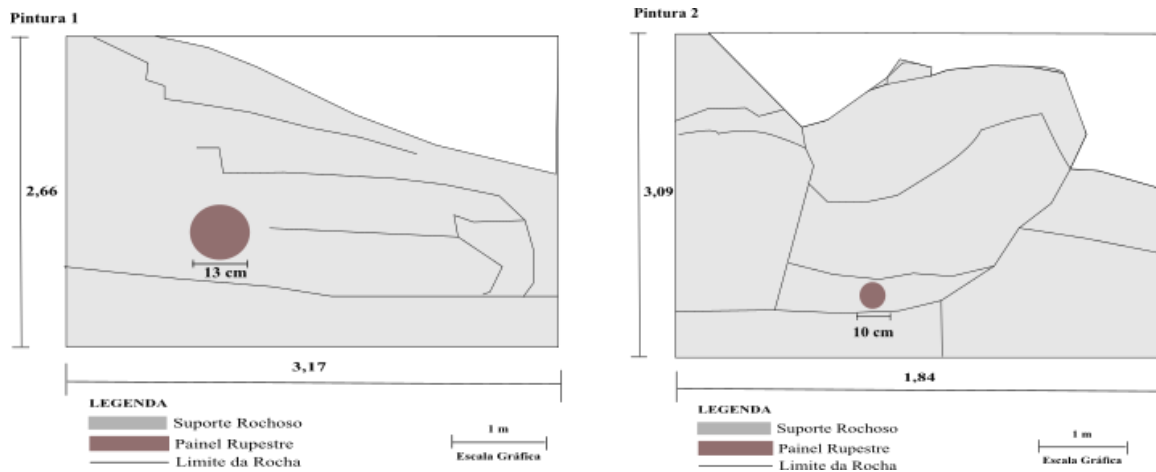 Pintura 1
2,66
13 cm
3,17
LEGENDA
Suporte Rochoso
Painel Rupestre
Limite da Rocha
1 m
Escala Gráfica
Pintura 2
3,09
10 cm
1,84
LEGENDA
Suporte Rochoso
Painel Rupestre
Limite da Rocha
1 m
Escala Gráfica